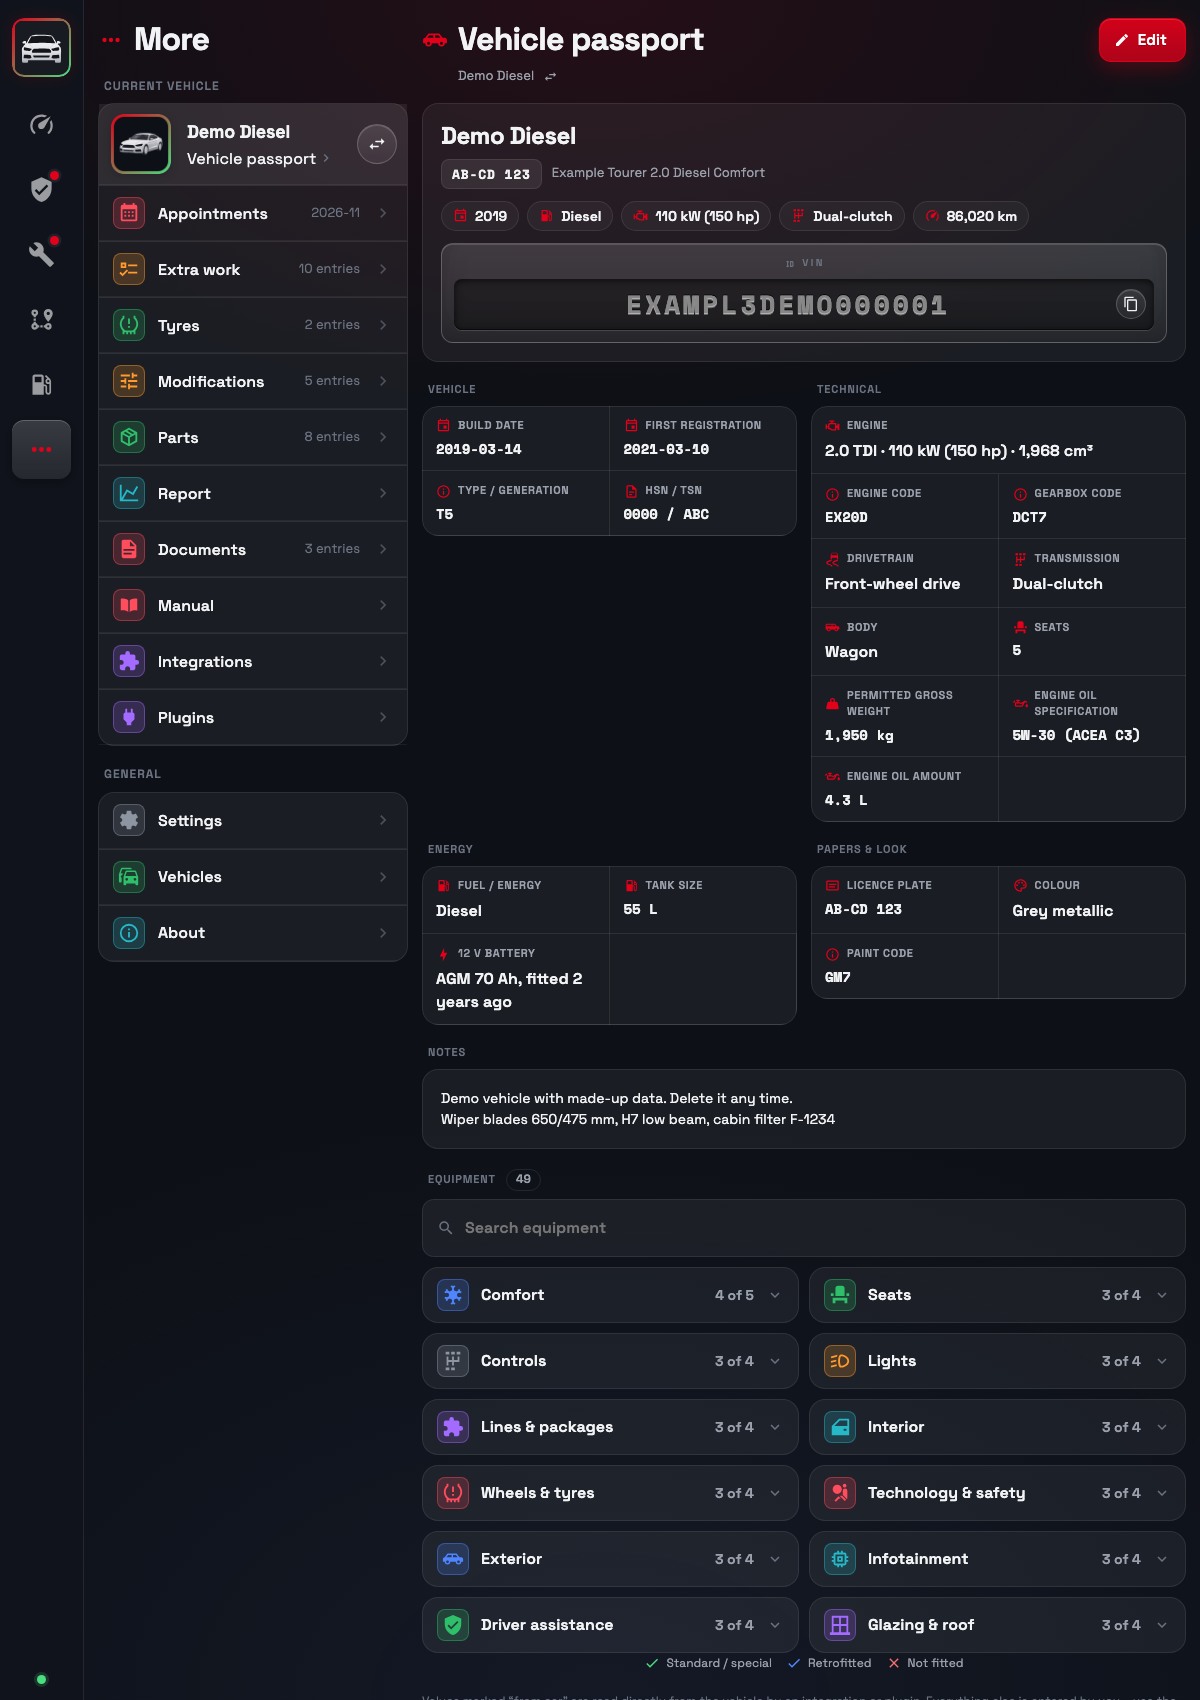 More
CURRENT VEHICLE
Demo Diesel
Vehicle passport
Appointments 2026-11
Extra work 10 entries
Tyres 2 entries
Modifications 5 entries
Parts 8 entries
Report
Documents 3 entries
Manual
Integrations
Plugins
GENERAL
Settings
Vehicles
About
Vehicle passport
Demo Diesel
Edit
Demo Diesel
AB-CD 123 Example Tourer 2.0 Diesel Comfort
2019 Diesel 110 kW (150 hp) Dual-clutch 86,020 km
VIN
EXAMPL3DEMO000001
VEHICLE
BUILD DATE
2019-03-14
FIRST REGISTRATION
2021-03-10
TYPE / GENERATION
T5
HSN / TSN
0000 / ABC
TECHNICAL
ENGINE
2.0 TDI · 110 kW (150 hp) · 1,968 cm³
ENGINE CODE
EX20D
GEARBOX CODE
DCT7
DRIVETRAIN
Front-wheel drive
TRANSMISSION
Dual-clutch
BODY
Wagon
SEATS
5
PERMITTED GROSS
WEIGHT
1,950 kg
ENGINE OIL
SPECIFICATION
5W-30 (ACEA C3)
ENGINE OIL AMOUNT
4.3 L
ENERGY
FUEL / ENERGY
Diesel
TANK SIZE
55 L
12 V BATTERY
AGM 70 Ah, fitted 2
years ago
PAPERS & LOOK
LICENCE PLATE
AB-CD 123
COLOUR
Grey metallic
PAINT CODE
GM7
NOTES
Demo vehicle with made-up data. Delete it any time.
Wiper blades 650/475 mm, H7 low beam, cabin filter F-1234
EQUIPMENT 49
Search equipment
Comfort 4 of 5
Seats 3 of 4
Controls 3 of 4
Lights 3 of 4
Lines & packages 3 of 4
Interior 3 of 4
Wheels & tyres 3 of 4
Technology & safety 3 of 4
Exterior 3 of 4
Infotainment 3 of 4
Driver assistance 3 of 4
Glazing & roof 3 of 4
Standard / special Retrofitted Not fitted